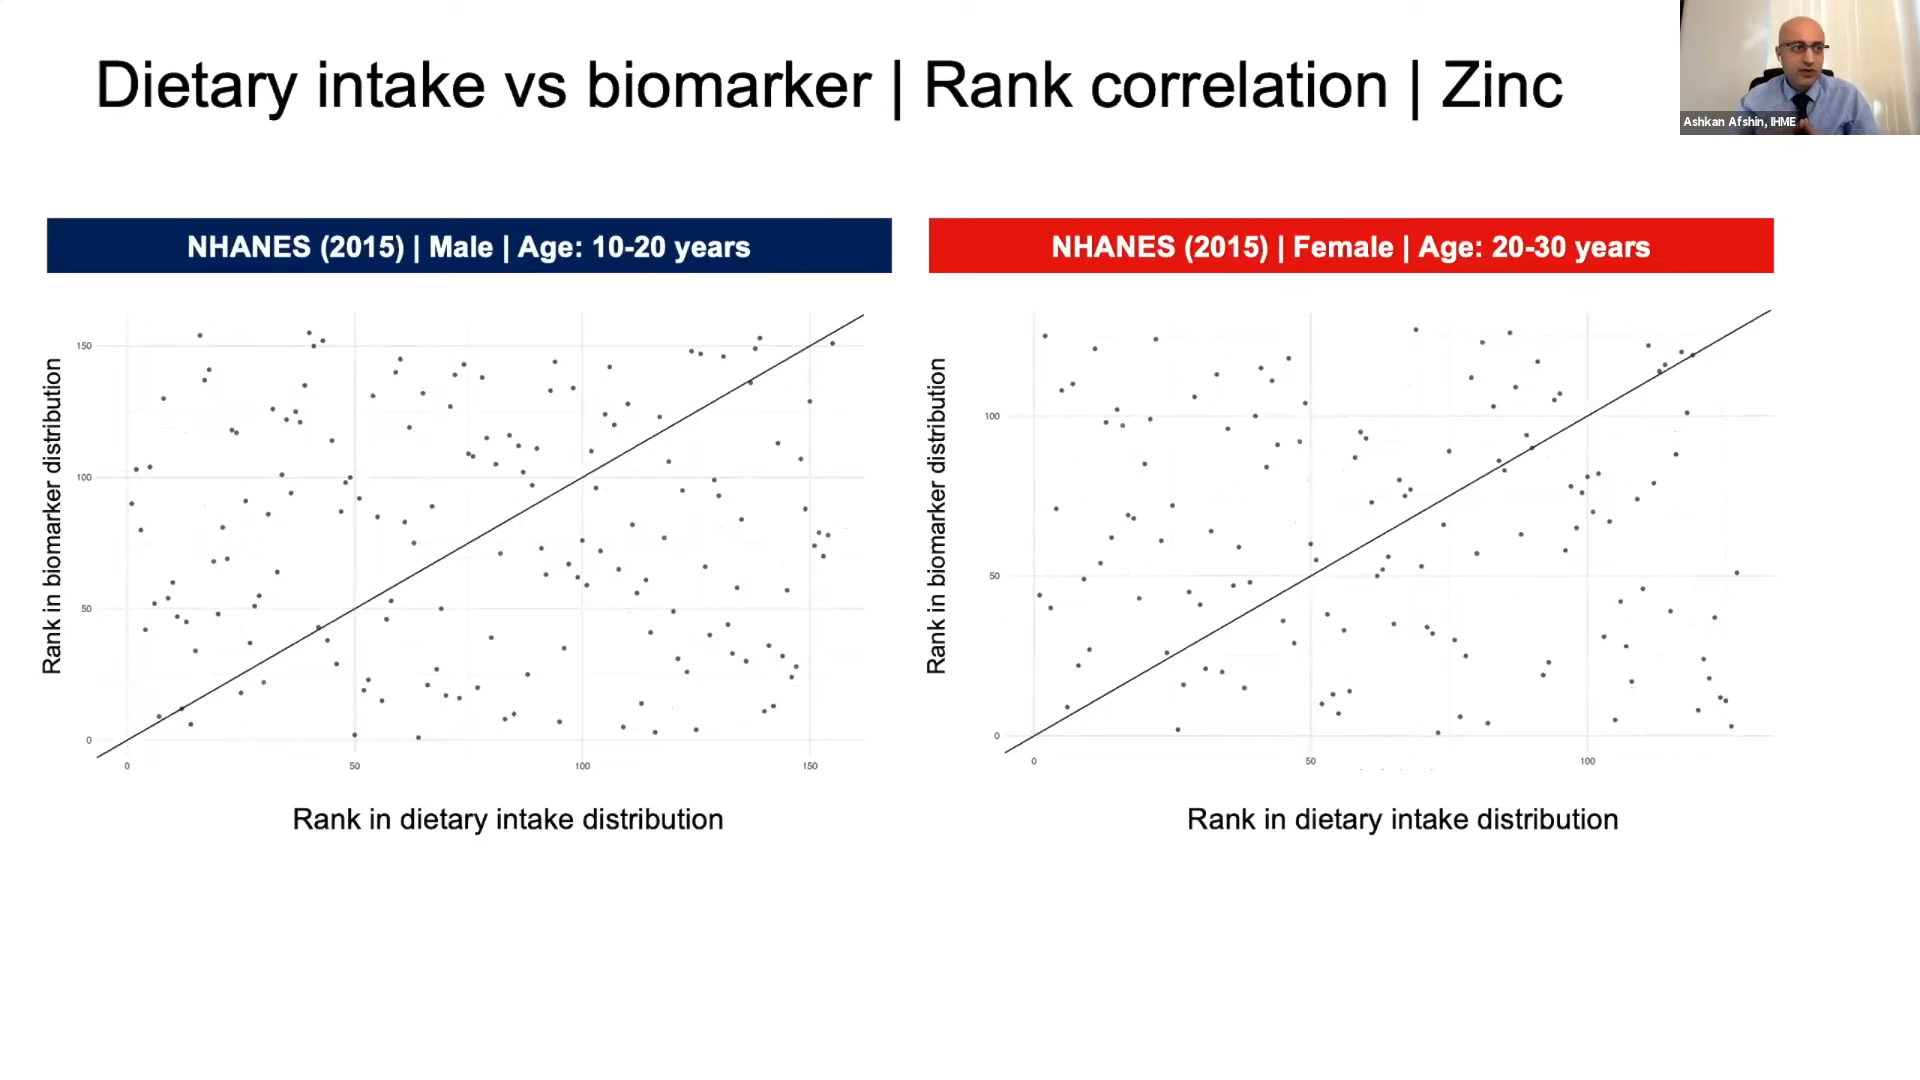 Dietary intake vs biomarker | Rank correlation | Zinc
Ashkan Afshin, IHME
NHANES (2015) | Male | Age: 10-20 years
NHANES (2015) | Female | Age: 20-30 years
Rank in biomarker distribution
150
100
50
0
0
50
100
150
Rank in dietary intake distribution
Rank in biomarker distribution
100
50
0
0
50
100
Rank in dietary intake distribution